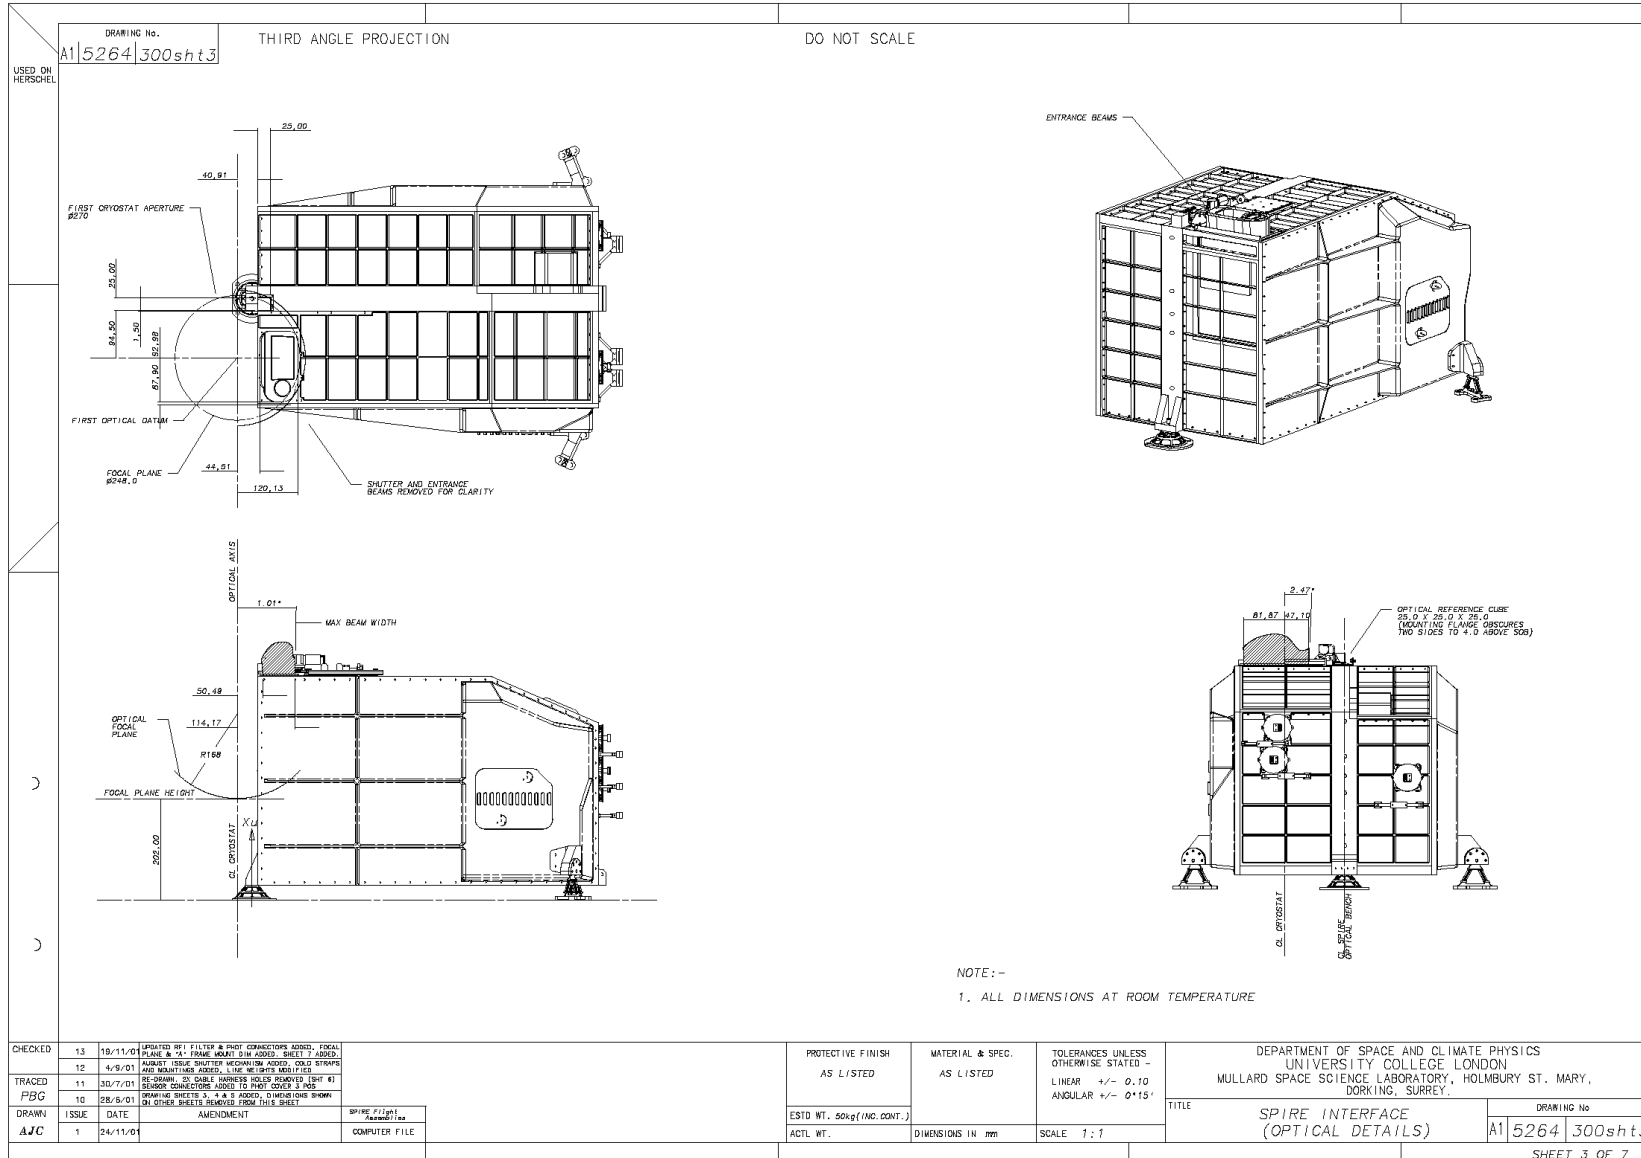 DRAWING No.
A1 5264 300sht3
THIRD ANGLE PROJECTION
DO NOT SCALE
USED ON
HERSCHEL
25,00
40,91
FIRST CRYOSTAT APERTURE
ø270
25,00
94,50
1,50
92,98
87,90
FIRST OPTICAL DATUM
FOCAL PLANE
ø248.0
44,51
120,13
SHUTTER AND ENTRANCE
BEAMS REMOVED FOR CLARITY
ENTRANCE BEAMS
OPTICAL AXIS
1.01°
MAX BEAM WIDTH
50,49
114,17
OPTICAL
FOCAL
PLANE
R168
FOCAL PLANE HEIGHT
Xu
202,00
CL CRYOSTAT
2.47°
81,87 47,10
OPTICAL REFERENCE CUBE
25.0 X 25.0 X 25.0
(MOUNTING FLANGE OBSCURES
TWO SIDES TO 4.0 ABOVE SOB)
CL CRYOSTAT
CL SPIRE
OPTICAL BENCH
NOTE:-
1. ALL DIMENSIONS AT ROOM TEMPERATURE
CHECKED
TRACED
PBG
DRAWN
AJC
13 19/11/01 UPDATED RFI FILTER & PHOT CONNECTORS ADDED. FOCAL
PLANE & "A" FRAME MOUNT DIM ADDED. SHEET 7 ADDED.
12 4/9/01 AUGUST ISSUE SHUTTER MECHANISM ADDED, COLD STRAPS
AND MOUNTINGS ADDED, LINE WEIGHTS MODIFIED
11 30/7/01 RE-DRAWN. 2X CABLE HARNESS HOLES REMOVED (SHT 6)
SENSOR CONNECTORS ADDED TO PHOT COVER 3 POS
10 28/6/01 DRAWING SHEETS 3, 4 & 5 ADDED, DIMENSIONS SHOWN
ON OTHER SHEETS REMOVED FROM THIS SHEET
ISSUE DATE AMENDMENT
SPIRE Flight
Assemblies
1 24/11/01
COMPUTER FILE
PROTECTIVE FINISH
AS LISTED
MATERIAL & SPEC.
AS LISTED
TOLERANCES UNLESS
OTHERWISE STATED -
LINEAR +/- 0.10
ANGULAR +/- 0°15'
ESTD WT. 50kg(INC.CONT.)
ACTL WT.
DIMENSIONS IN mm
SCALE 1:1
DEPARTMENT OF SPACE AND CLIMATE PHYSICS
UNIVERSITY COLLEGE LONDON
MULLARD SPACE SCIENCE LABORATORY, HOLMBURY ST. MARY,
DORKING, SURREY.
TITLE
SPIRE INTERFACE
(OPTICAL DETAILS)
DRAWING No
A1 5264 300sht3
SHEET 3 OF 7